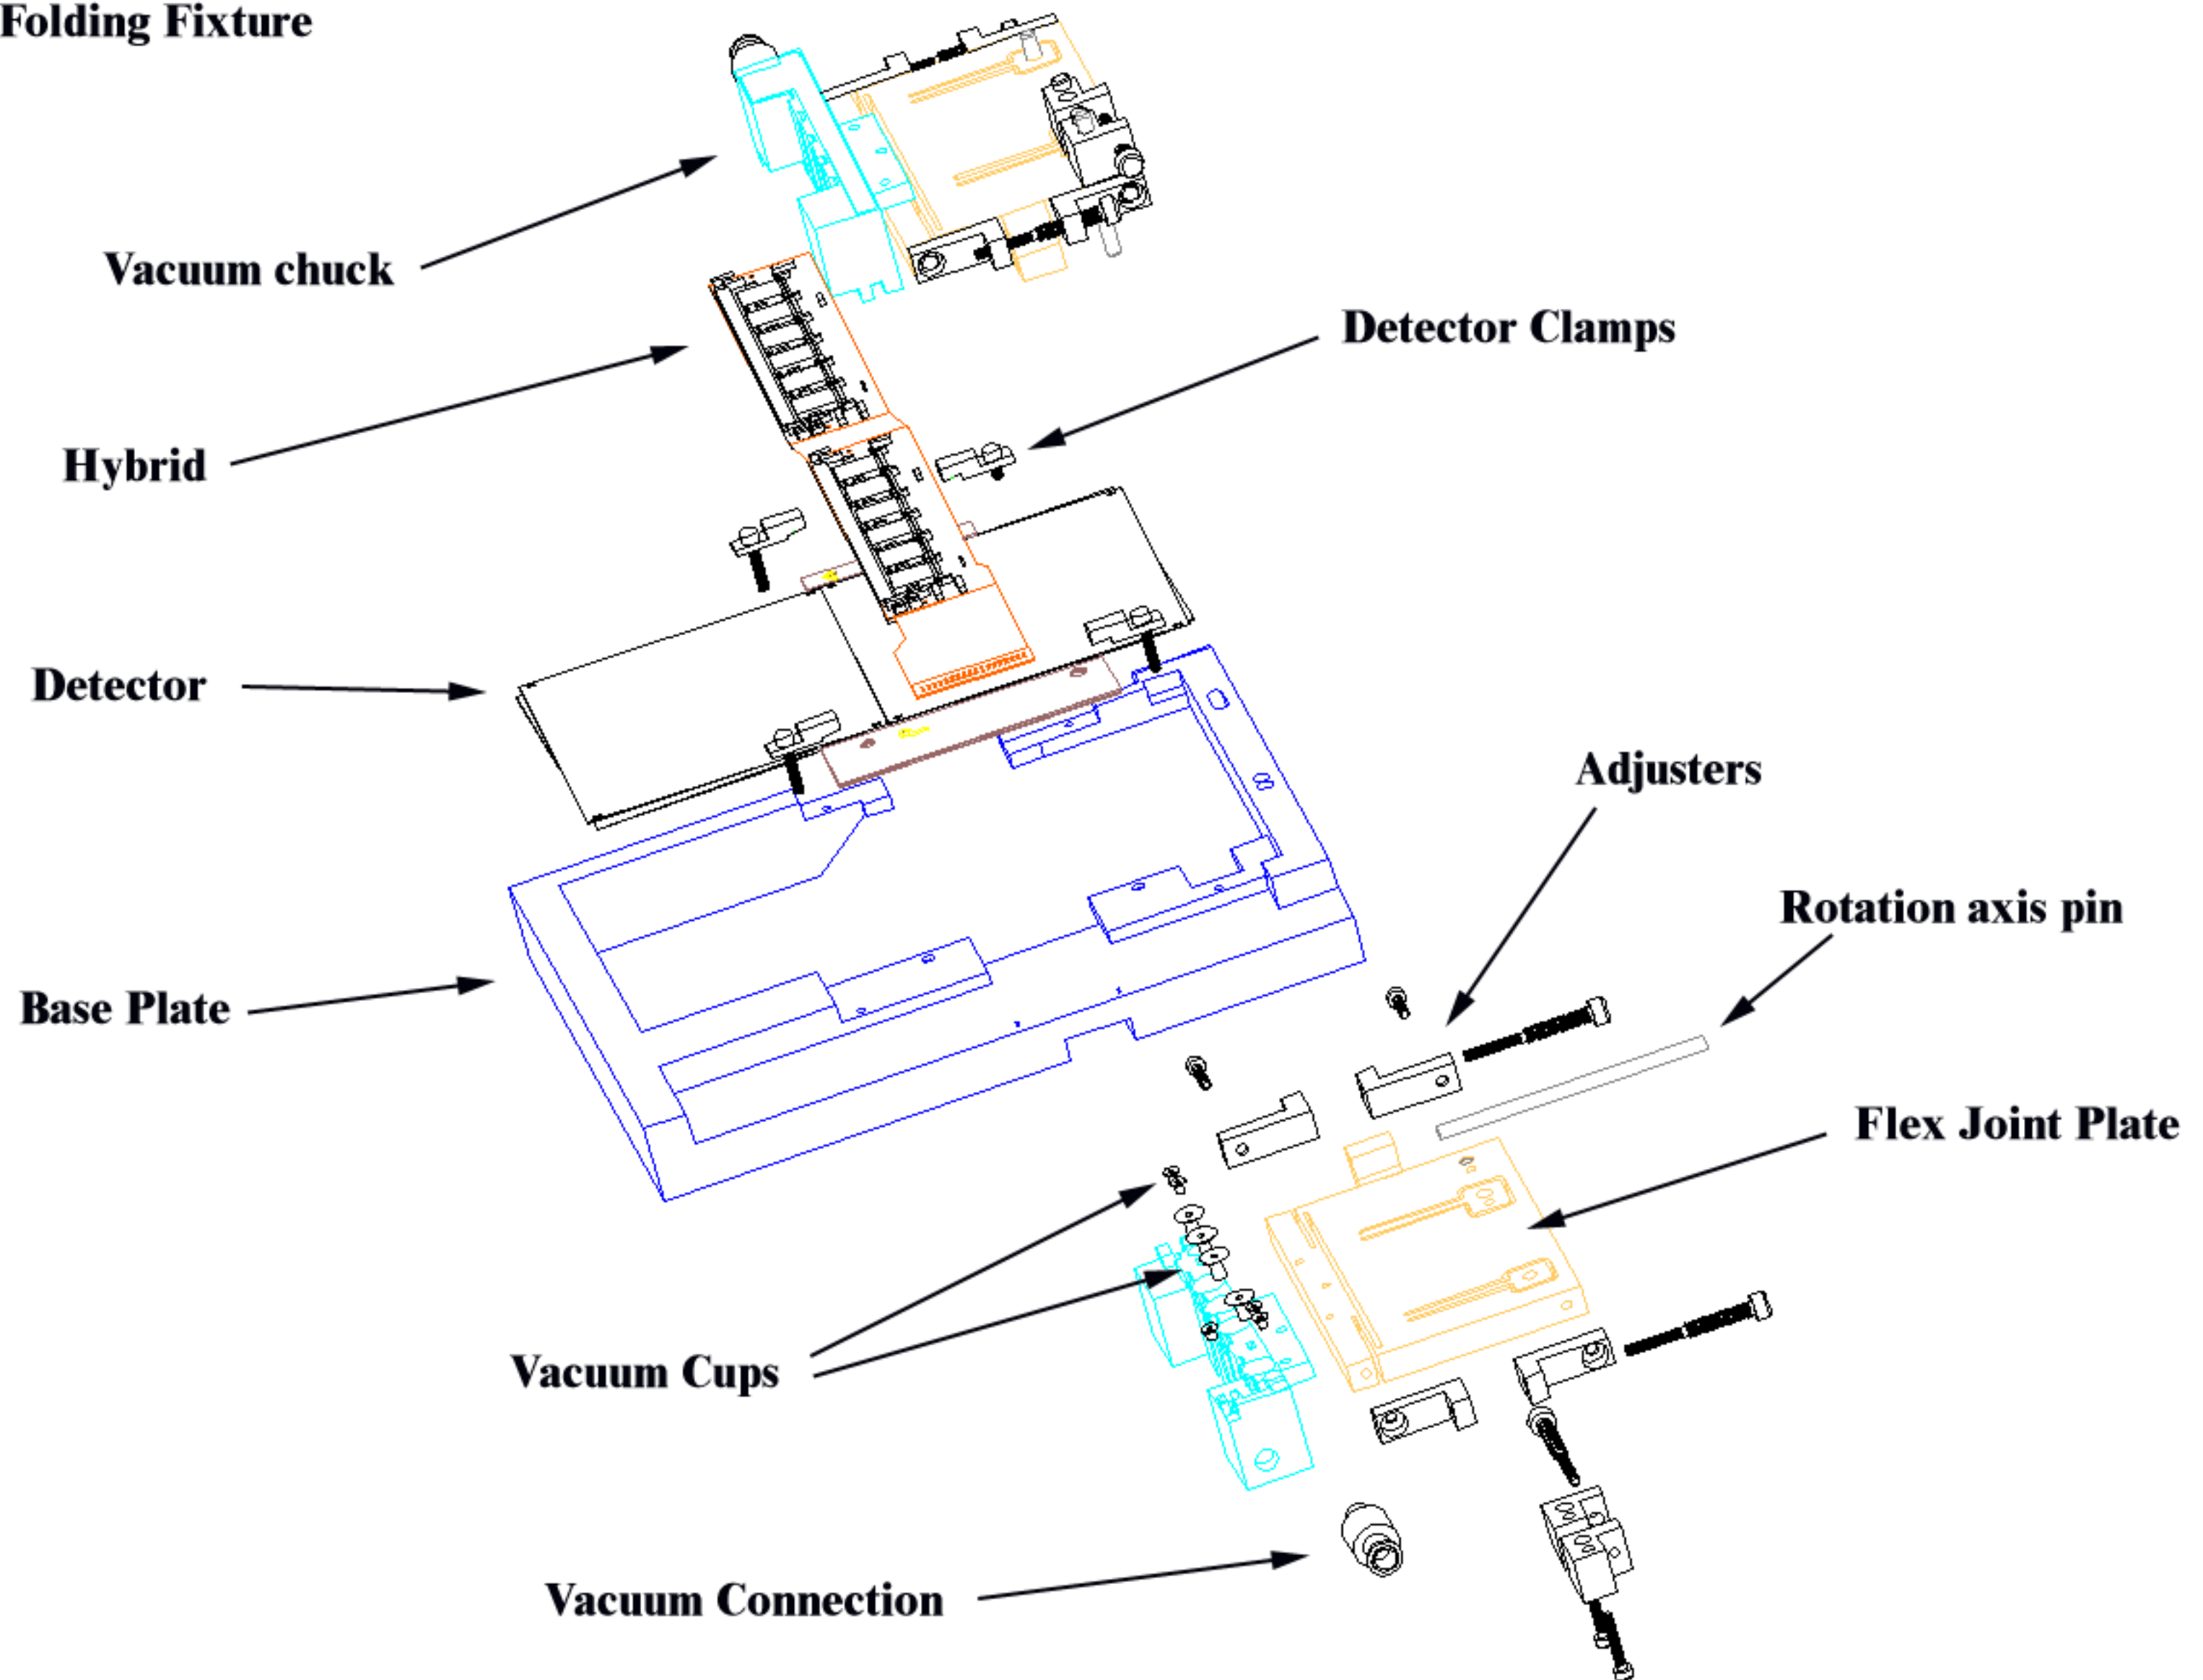 Folding Fixture
Vacuum chuck
Detector Clamps
Hybrid
Detector
Adjusters
Rotation axis pin
Base Plate
Flex Joint Plate
Vacuum Cups
Vacuum Connection